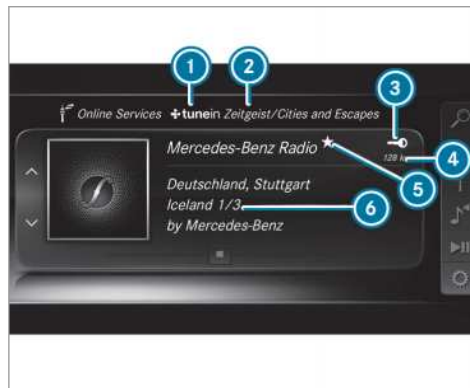 1 2 3
Online Services tunein Zeitgeist/Cities and Escapes
Mercedes-Benz Radio
128 4
5
Deutschland, Stuttgart
Iceland 1/3 6
by Mercedes-Benz